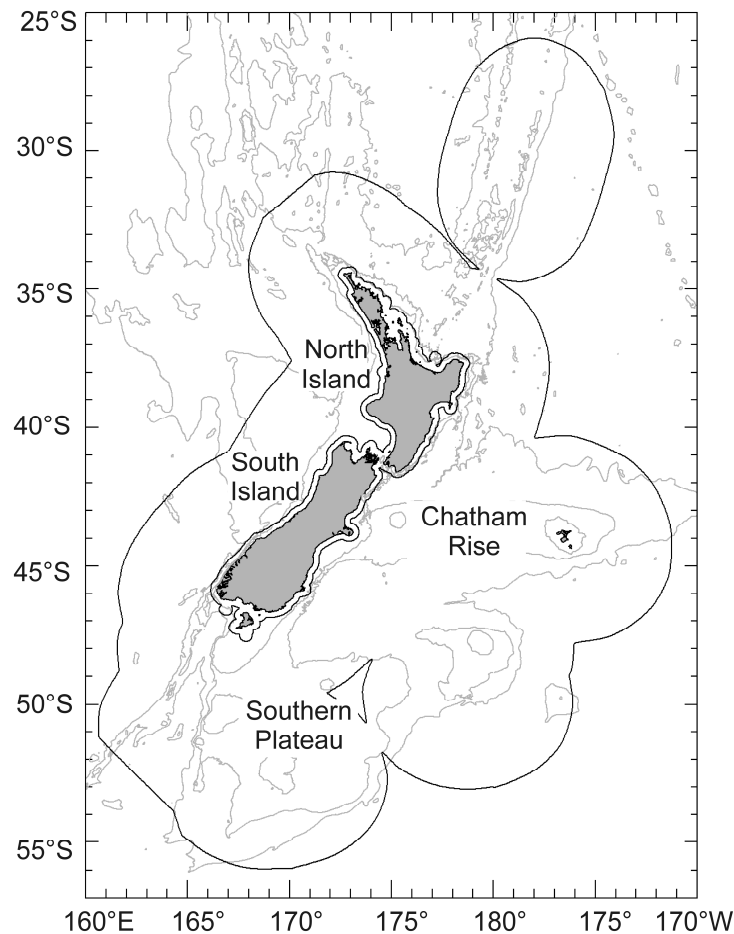 25°S
30°S
35°S
North
Island
40°S
South
Island
Chatham
Rise
45°S
50°S
Southern
Plateau
55°S
160°E 165° 170° 175° 180° 175° 170°W